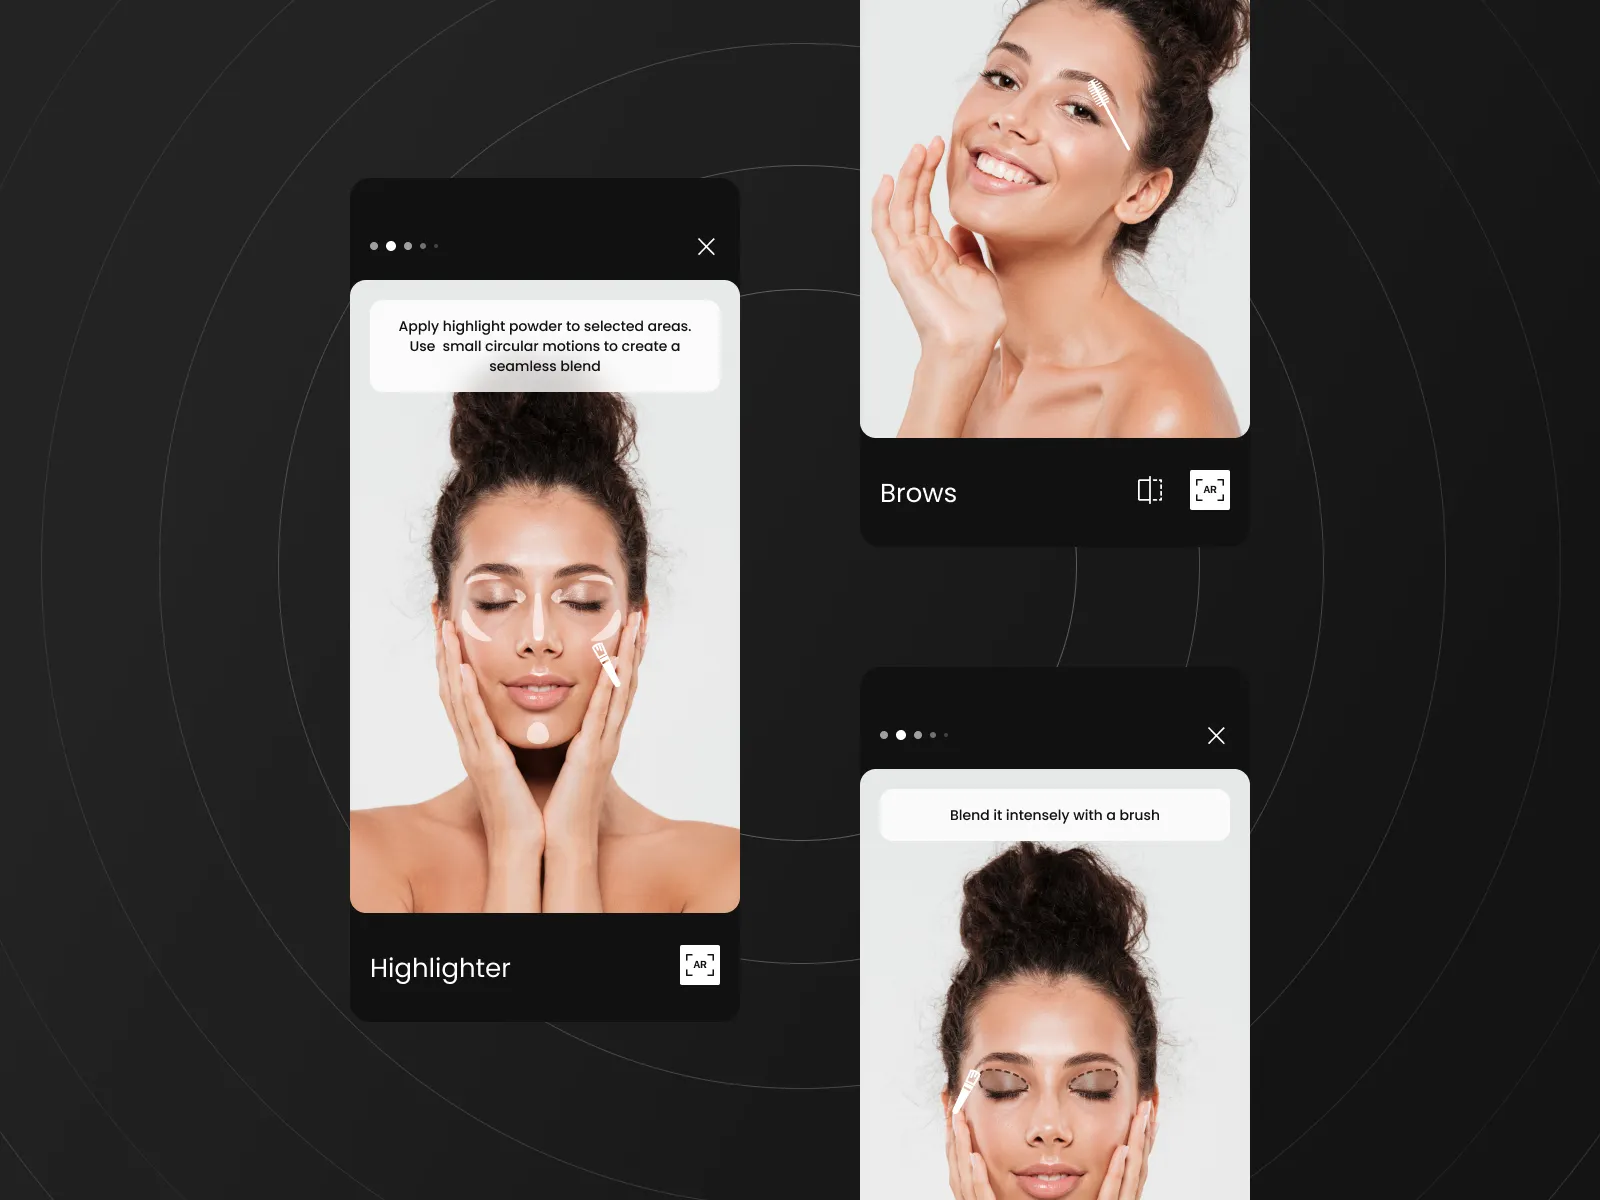 Apply highlight powder to selected areas.
Use small circular motions to create a
seamless blend
Highlighter
AR
Brows
AR
Blend it intensely with a brush